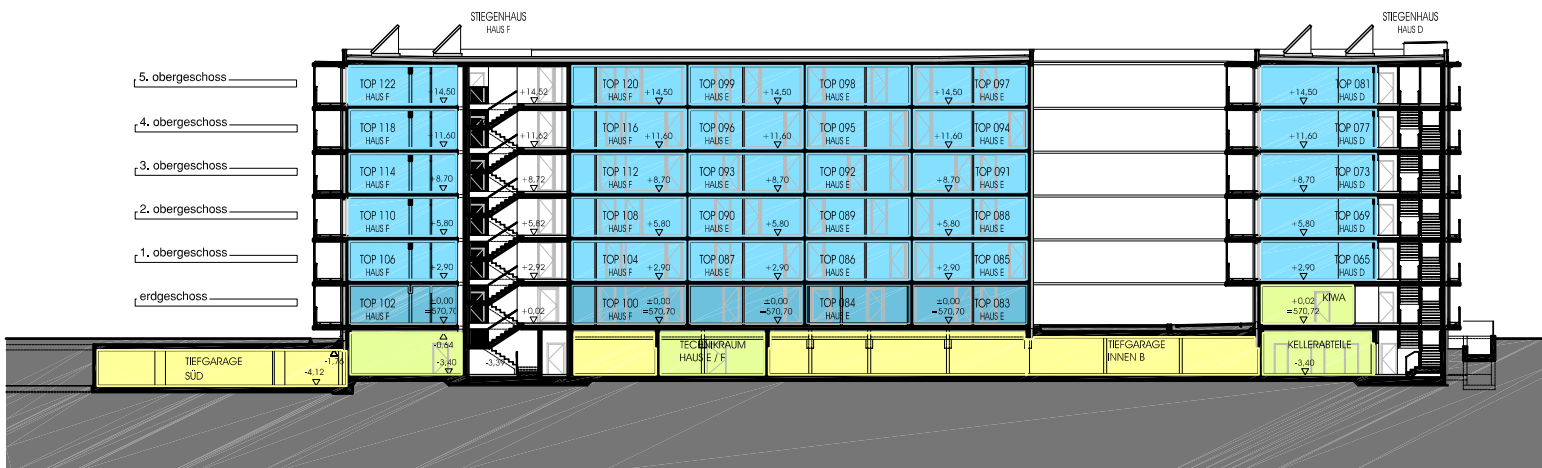 STIEGENHAUS
HAUS F
STIEGENHAUS
HAUS D
5. obergeschoss
TOP 122
HAUS F
+14,50
+14,52
TOP 120
HAUS F
+14,50
TOP 099
HAUS E
+14,50
TOP 098
HAUS E
+14,50
TOP 097
HAUS E
+14,50
TOP 081
HAUS D
4. obergeschoss
TOP 118
HAUS F
+11,60
+11,62
TOP 116
HAUS F
+11,60
TOP 096
HAUS E
+11,60
TOP 095
HAUS E
+11,60
TOP 094
HAUS E
+11,60
TOP 077
HAUS D
3. obergeschoss
TOP 114
HAUS F
+8,70
+8,72
TOP 112
HAUS F
+8,70
TOP 093
HAUS E
+8,70
TOP 092
HAUS E
+8,70
TOP 091
HAUS E
+8,70
TOP 073
HAUS D
2. obergeschoss
TOP 110
HAUS F
+5,80
+5,82
TOP 108
HAUS F
+5,80
TOP 090
HAUS E
+5,80
TOP 089
HAUS E
+5,80
TOP 088
HAUS E
+5,80
TOP 069
HAUS D
1. obergeschoss
TOP 106
HAUS F
+2,90
+2,92
TOP 104
HAUS F
+2,90
TOP 087
HAUS E
+2,90
TOP 086
HAUS E
+2,90
TOP 085
HAUS E
+2,90
TOP 065
HAUS D
erdgeschoss
TOP 102
HAUS F
±0,00
=570,70
+0,02
TOP 100
HAUS F
±0,00
=570,70
±0,00
=570,70
TOP 084
HAUS E
±0,00
=570,70
TOP 083
HAUS E
+0,02
=570,72
KIWA
TIEFGARAGE
SÜD
-1,76
-4,12
-0,64
-3,40
-3,39
TECHNIKRAUM
HAUS E / F
TIEFGARAGE
INNEN B
KELLERABTEILE
-3,40